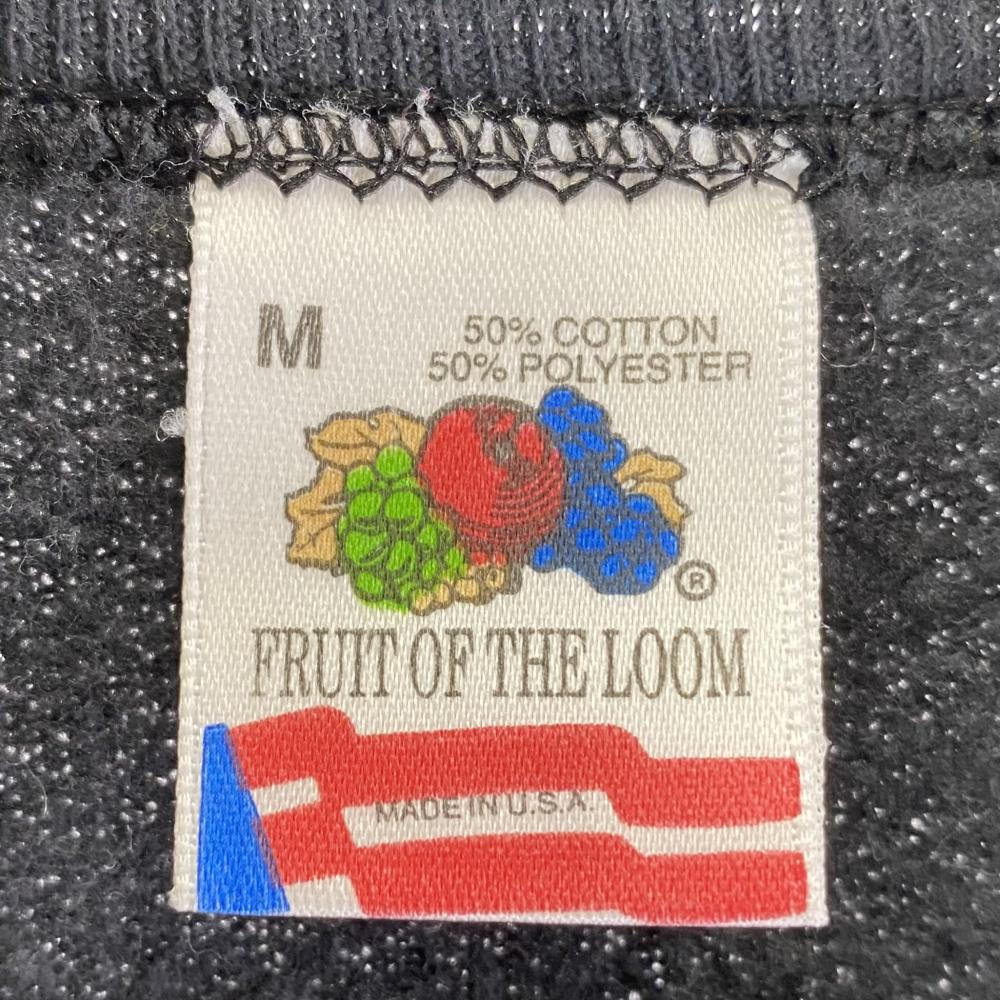 M
50% COTTON
50% POLYESTER
®
FRUIT OF THE LOOM
MADE IN U.S.A.